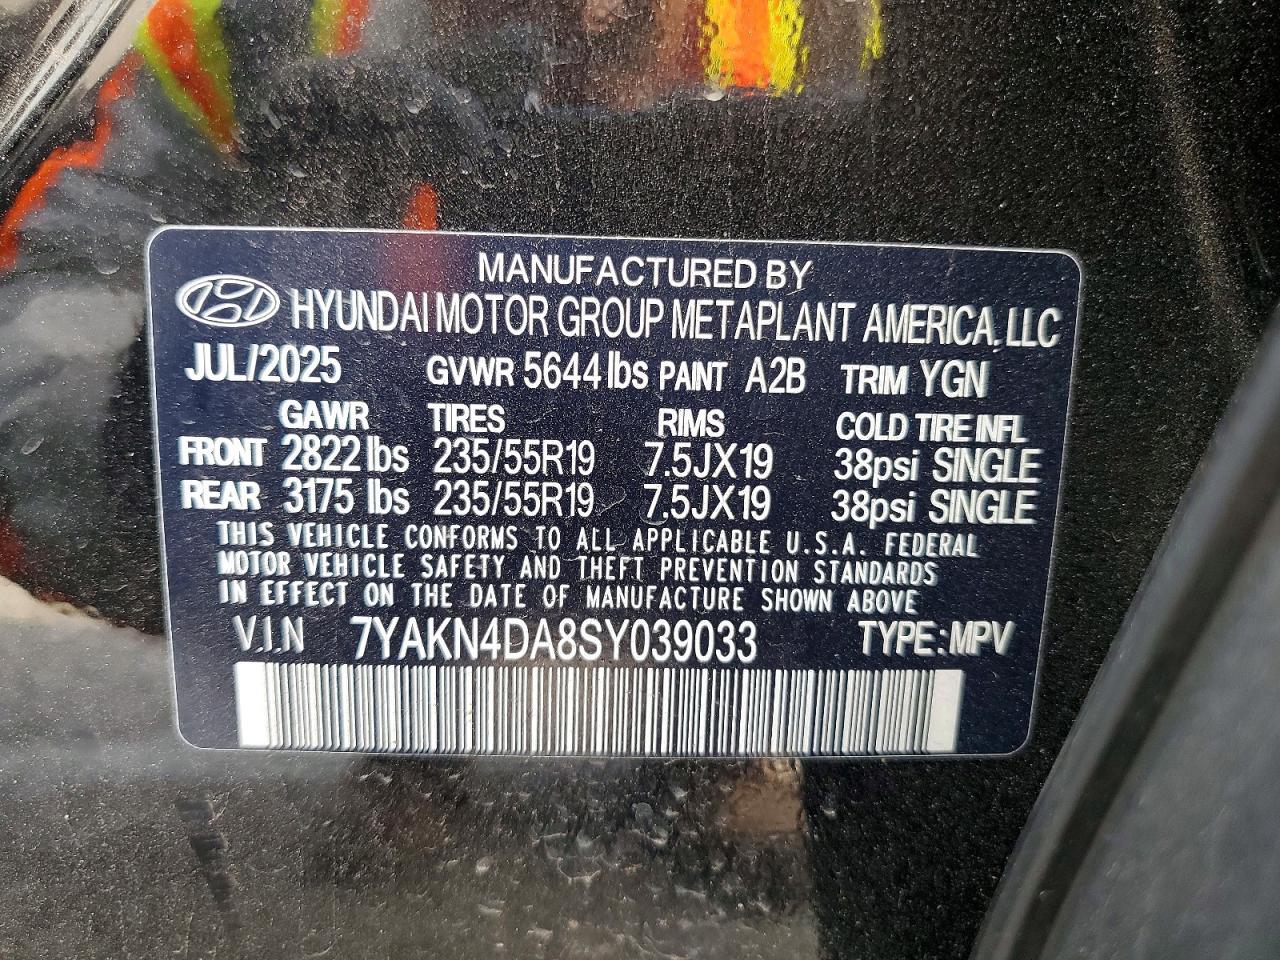 MANUFACTURED BY
HYUNDAI MOTOR GROUP METAPLANT AMERICA, LLC
JUL/2025 GVWR 5644 lbs PAINT A2B TRIM YGN
GAWR TIRES RIMS COLD TIRE INFL
FRONT 2822 lbs 235/55R19 7.5JX19 38psi SINGLE
REAR 3175 lbs 235/55R19 7.5JX19 38psi SINGLE
THIS VEHICLE CONFORMS TO ALL APPLICABLE U.S.A. FEDERAL
MOTOR VEHICLE SAFETY AND THEFT PREVENTION STANDARDS
IN EFFECT ON THE DATE OF MANUFACTURE SHOWN ABOVE
V.I.N 7YAKN4DA8SY039033 TYPE: MPV